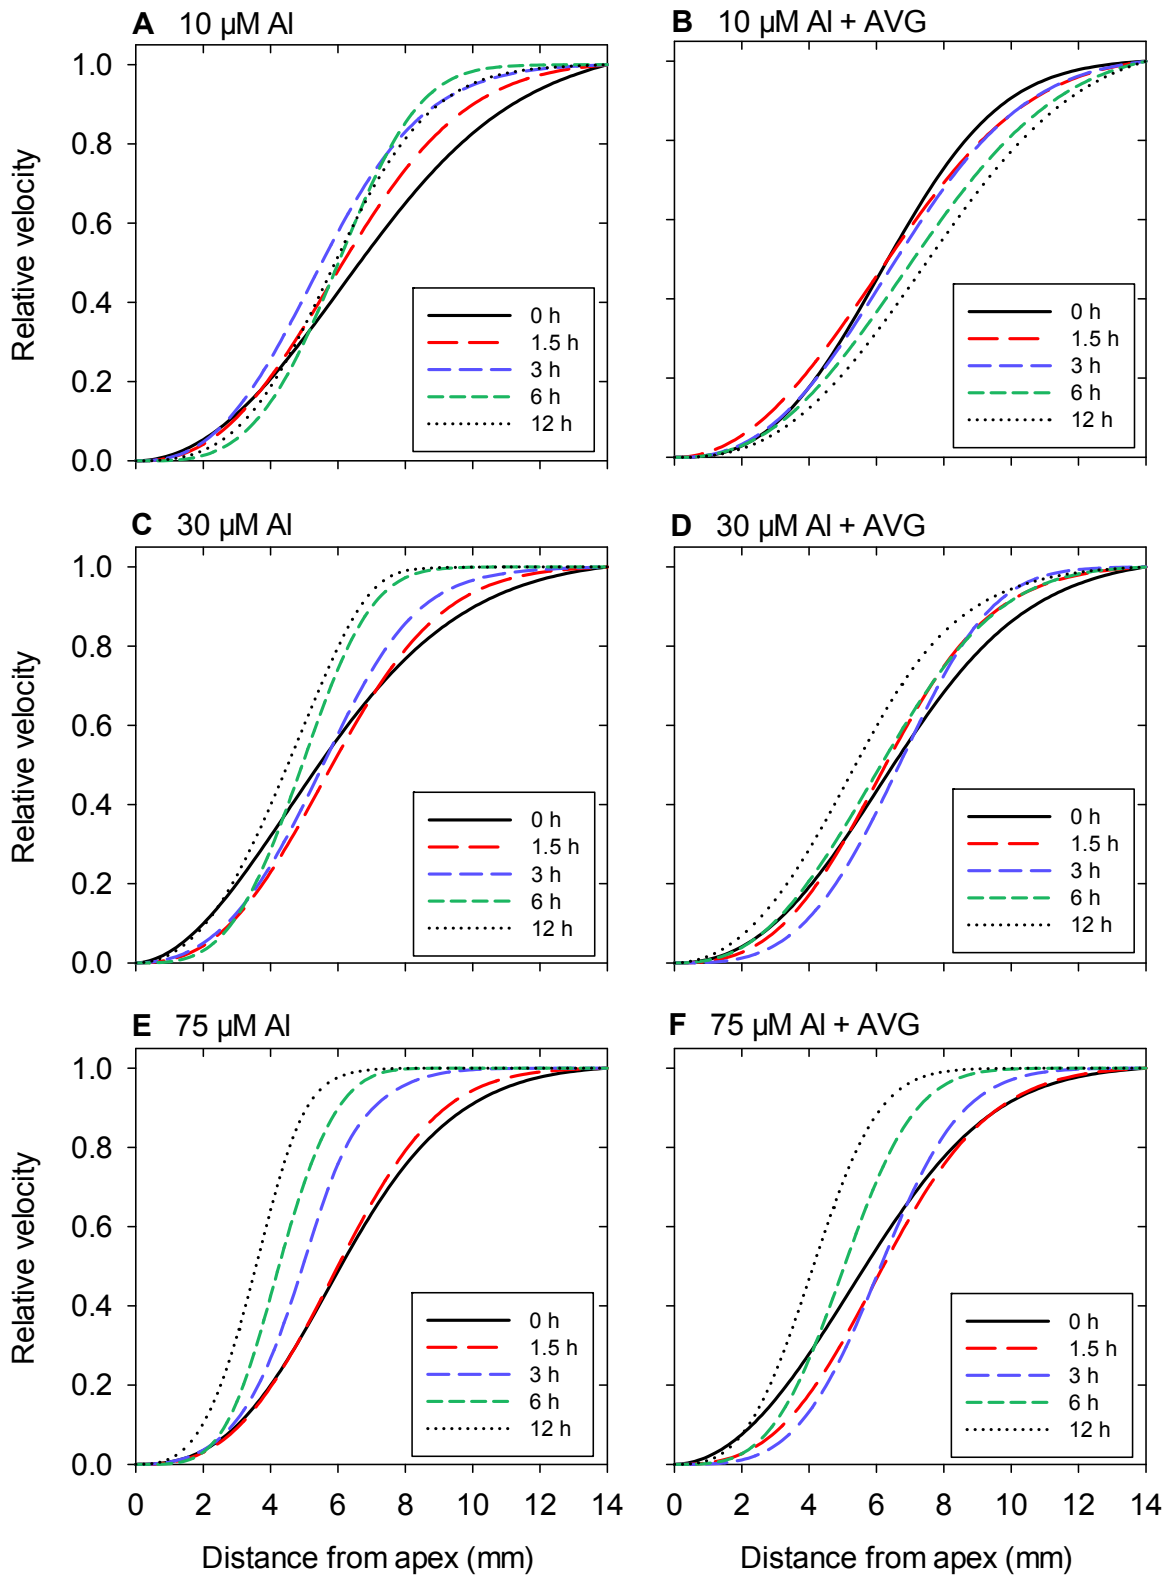 A 10 µM Al
B 10 µM Al + AVG
1.0
0.8
0.6
0.4
0.2
0.0
Relative velocity
0 h
1.5 h
3 h
6 h
12 h
0 h
1.5 h
3 h
6 h
12 h
C 30 µM Al
D 30 µM Al + AVG
1.0
0.8
0.6
0.4
0.2
0.0
Relative velocity
0 h
1.5 h
3 h
6 h
12 h
0 h
1.5 h
3 h
6 h
12 h
E 75 µM Al
F 75 µM Al + AVG
1.0
0.8
0.6
0.4
0.2
0.0
Relative velocity
0 h
1.5 h
3 h
6 h
12 h
0 h
1.5 h
3 h
6 h
12 h
0 2 4 6 8 10 12 14
0 2 4 6 8 10 12 14
Distance from apex (mm)
Distance from apex (mm)